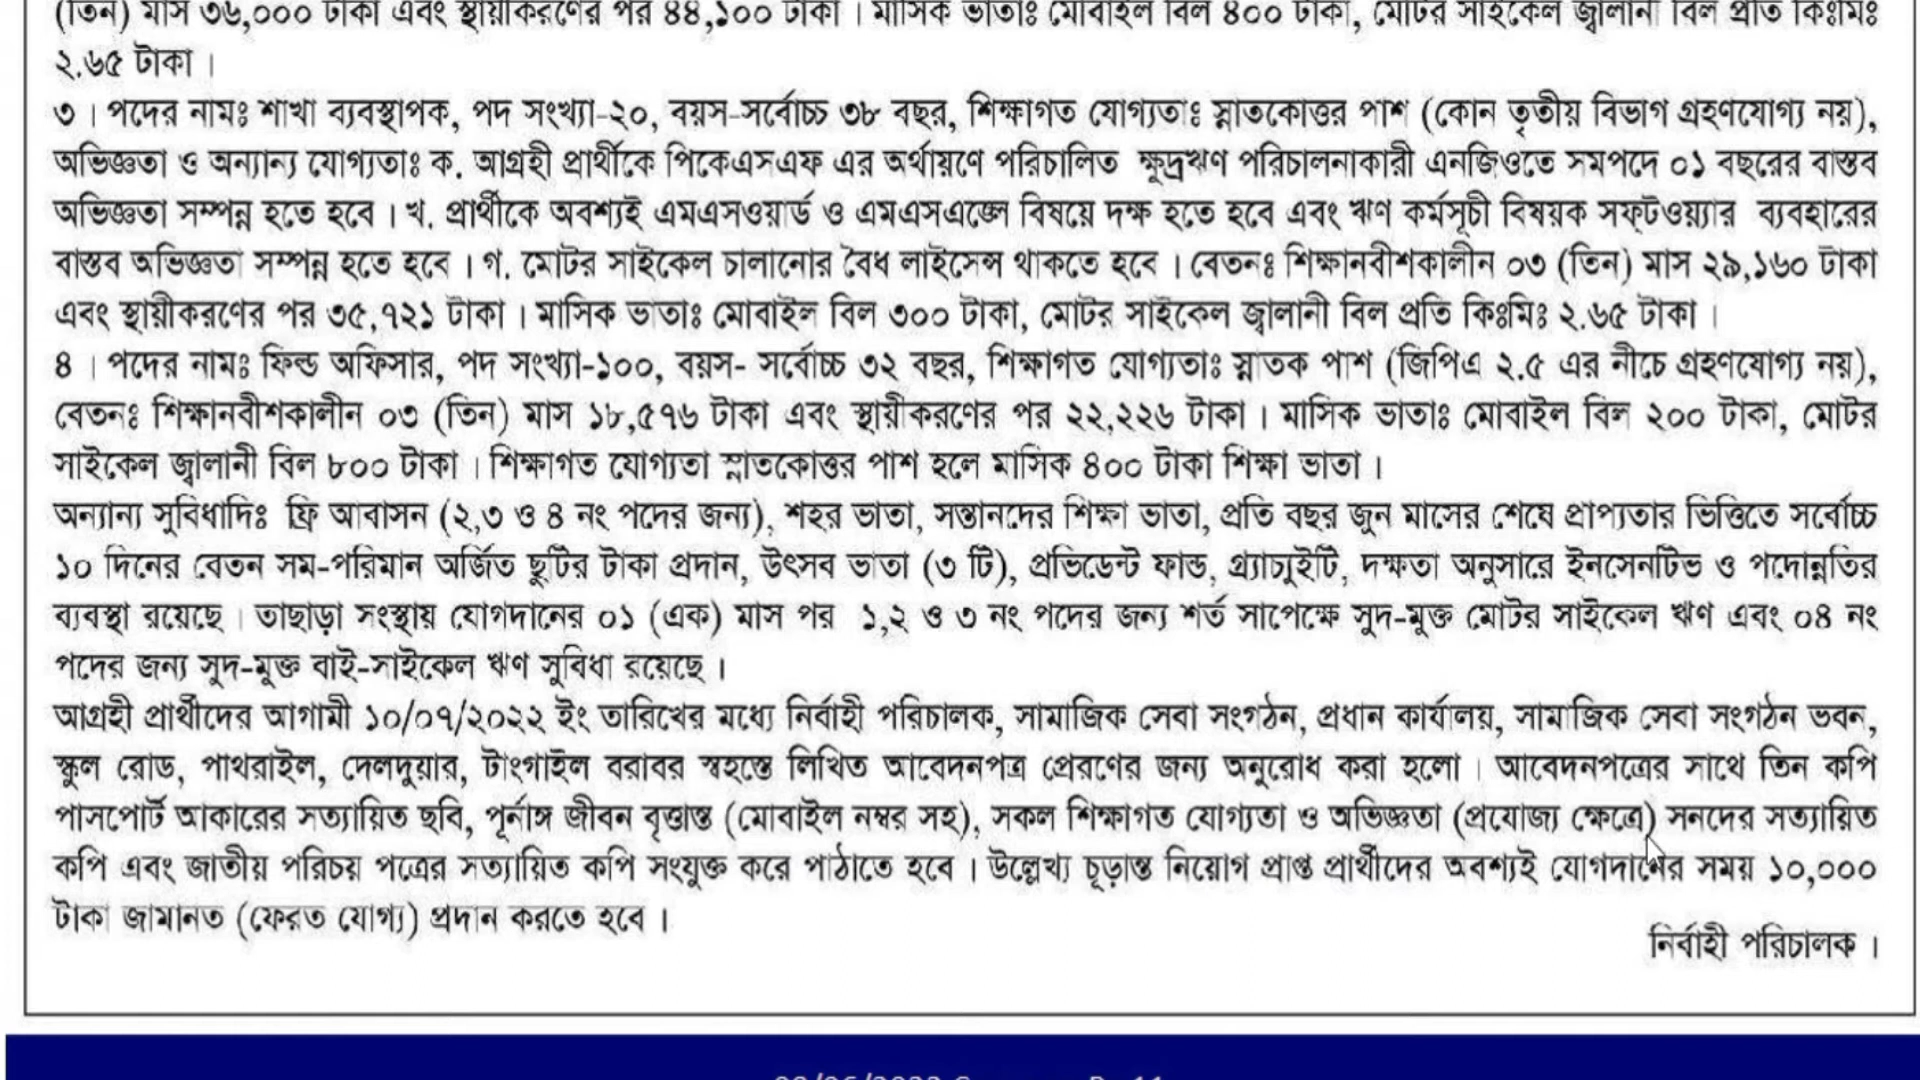 (তিন) মাস ৩৬,০০০ টাকা এবং স্থায়ীকরণের পর ৪৪,১০০ টাকা। মাসিক ভাতাঃ মোবাইল বিল ৪০০ টাকা, মোটর সাইকেল জ্বালানী বিল প্রতি কিঃমিঃ
২.৬৫ টাকা।
৩। পদের নামঃ শাখা ব্যবস্থাপক, পদ সংখ্যা-২০, বয়স-সর্বোচ্চ ৩৮ বছর, শিক্ষাগত যোগ্যতাঃ স্নাতকোত্তর পাশ (কোন তৃতীয় বিভাগ গ্রহণযোগ্য নয়),
অভিজ্ঞতা ও অন্যান্য যোগ্যতাঃ ক. আগ্রহী প্রার্থীকে পিকেএসএফ এর অর্থায়ণে পরিচালিত ক্ষুদ্রঋণ পরিচালনাকারী এনজিওতে সমপদে ০১ বছরের বাস্তব
অভিজ্ঞতা সম্পন্ন হতে হবে। খ. প্রার্থীকে অবশ্যই এমএসওয়ার্ড ও এমএসএক্সেল বিষয়ে দক্ষ হতে হবে এবং ঋণ কর্মসূচী বিষয়ক সফ্টওয়্যার ব্যবহারের
বাস্তব অভিজ্ঞতা সম্পন্ন হতে হবে। গ. মোটর সাইকেল চালানোর বৈধ লাইসেন্স থাকতে হবে। বেতনঃ শিক্ষানবীশকালীন ০৩ (তিন) মাস ২৯,১৬০ টাকা
এবং স্থায়ীকরণের পর ৩৫,৭২১ টাকা। মাসিক ভাতাঃ মোবাইল বিল ৩০০ টাকা, মোটর সাইকেল জ্বালানী বিল প্রতি কিঃমিঃ ২.৬৫ টাকা।
৪। পদের নামঃ ফিল্ড অফিসার, পদ সংখ্যা-১০০, বয়স- সর্বোচ্চ ৩২ বছর, শিক্ষাগত যোগ্যতাঃ স্নাতক পাশ (জিপিএ ২.৫ এর নীচে গ্রহণযোগ্য নয়),
বেতনঃ শিক্ষানবীশকালীন ০৩ (তিন) মাস ১৮,৫৭৬ টাকা এবং স্থায়ীকরণের পর ২২,২২৬ টাকা। মাসিক ভাতাঃ মোবাইল বিল ২০০ টাকা, মোটর
সাইকেল জ্বালানী বিল ৮০০ টাকা। শিক্ষাগত যোগ্যতা স্নাতকোত্তর পাশ হলে মাসিক ৪০০ টাকা শিক্ষা ভাতা।
অন্যান্য সুবিধাদিঃ ফ্রি আবাসন (২,৩ ও ৪ নং পদের জন্য), শহর ভাতা, সন্তানদের শিক্ষা ভাতা, প্রতি বছর জুন মাসের শেষে প্রাপ্যতার ভিত্তিতে সর্বোচ্চ
১০ দিনের বেতন সম-পরিমান অর্জিত ছুটির টাকা প্রদান, উৎসব ভাতা (৩ টি), প্রভিডেন্ট ফান্ড, গ্র্যাচ্যুইটি, দক্ষতা অনুসারে ইনসেনটিভ ও পদোন্নতির
ব্যবস্থা রয়েছে। তাছাড়া সংস্থায় যোগদানের ০১ (এক) মাস পর ১,২ ও ৩ নং পদের জন্য শর্ত সাপেক্ষে সুদ-মুক্ত মোটর সাইকেল ঋণ এবং ০৪ নং
পদের জন্য সুদ-মুক্ত বাই-সাইকেল ঋণ সুবিধা রয়েছে।
আগ্রহী প্রার্থীদের আগামী ১০/০৭/২০২২ ইং তারিখের মধ্যে নির্বাহী পরিচালক, সামাজিক সেবা সংগঠন, প্রধান কার্যালয়, সামাজিক সেবা সংগঠন ভবন,
স্কুল রোড, পাথরাইল, দেলদুয়ার, টাংগাইল বরাবর স্বহস্তে লিখিত আবেদনপত্র প্রেরণের জন্য অনুরোধ করা হলো। আবেদনপত্রের সাথে তিন কপি
পাসপোর্ট আকারের সত্যায়িত ছবি, পূর্নাঙ্গ জীবন বৃত্তান্ত (মোবাইল নম্বর সহ), সকল শিক্ষাগত যোগ্যতা ও অভিজ্ঞতা (প্রযোজ্য ক্ষেত্রে) সনদের সত্যায়িত
কপি এবং জাতীয় পরিচয় পত্রের সত্যায়িত কপি সংযুক্ত করে পাঠাতে হবে। উল্লেখ্য চূড়ান্ত নিয়োগ প্রাপ্ত প্রার্থীদের অবশ্যই যোগদানের সময় ১০,০০০
টাকা জামানত (ফেরত যোগ্য) প্রদান করতে হবে।
নির্বাহী পরিচালক।